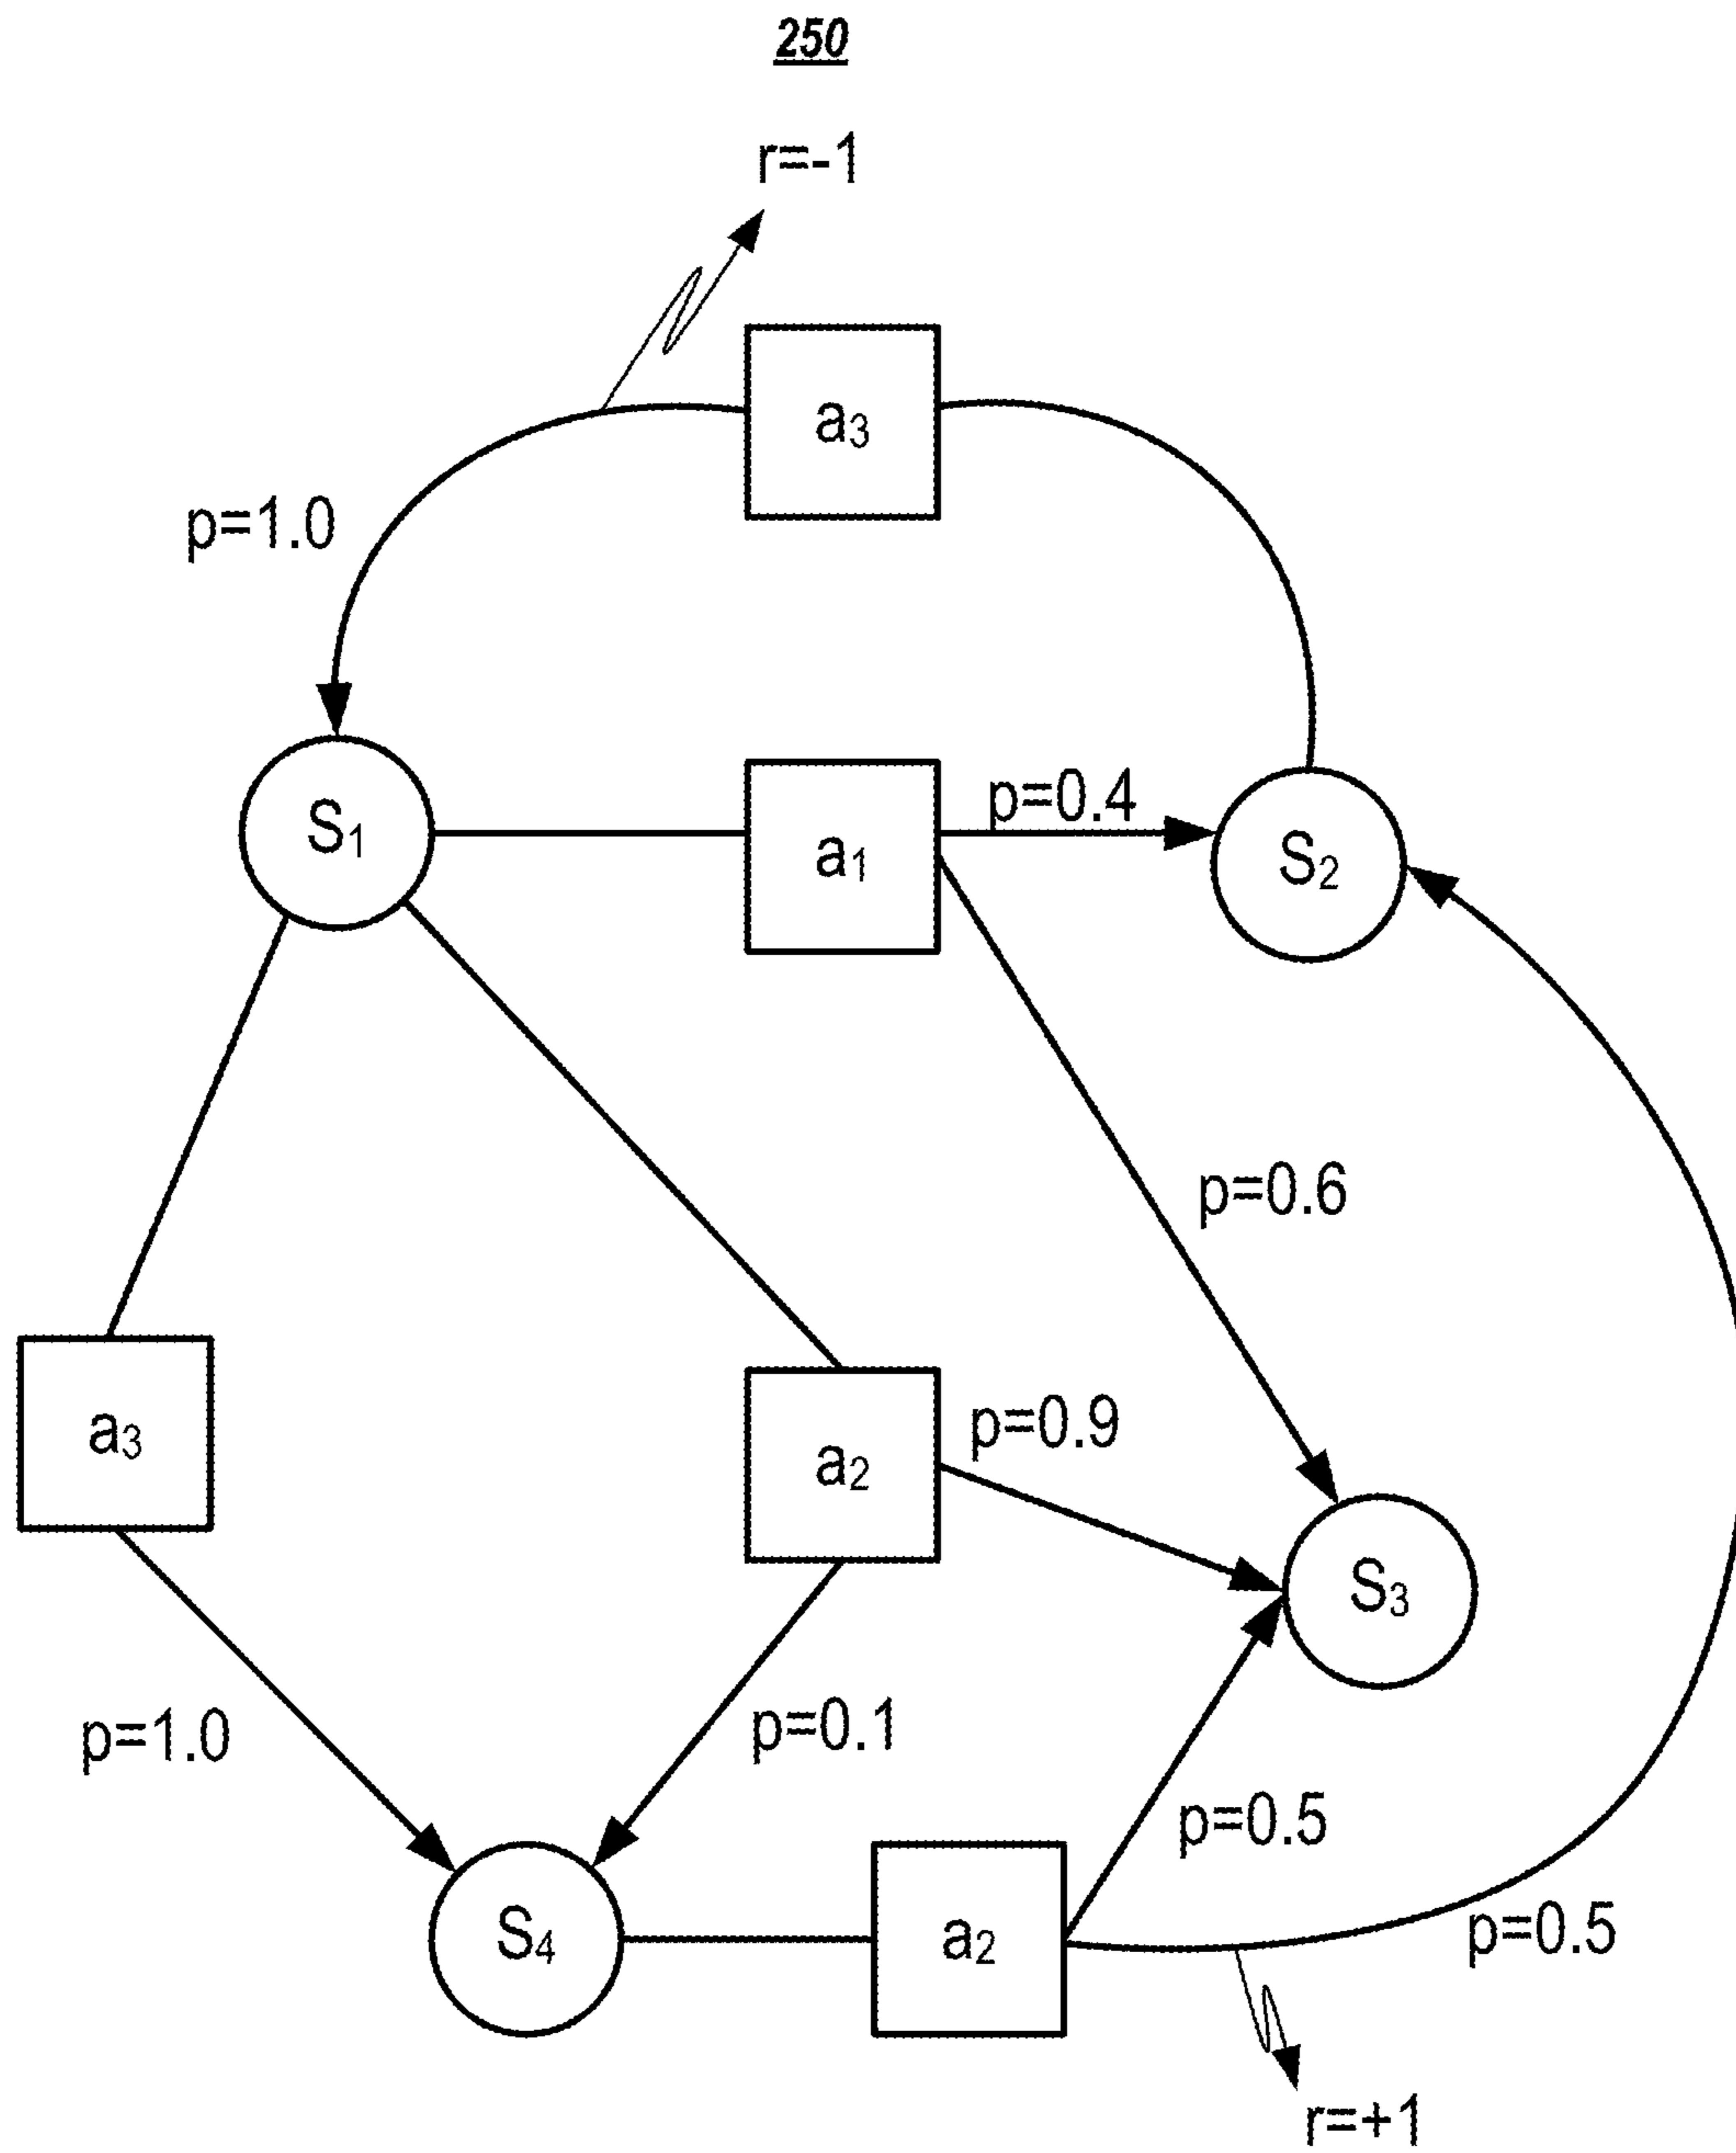 250
r=-1
a3
p=1.0
S1
a1
p=0.4
S2
p=0.6
a3
a2
p=0.9
S3
p=1.0
p=0.1
p=0.5
S4
a2
p=0.5
r=+1